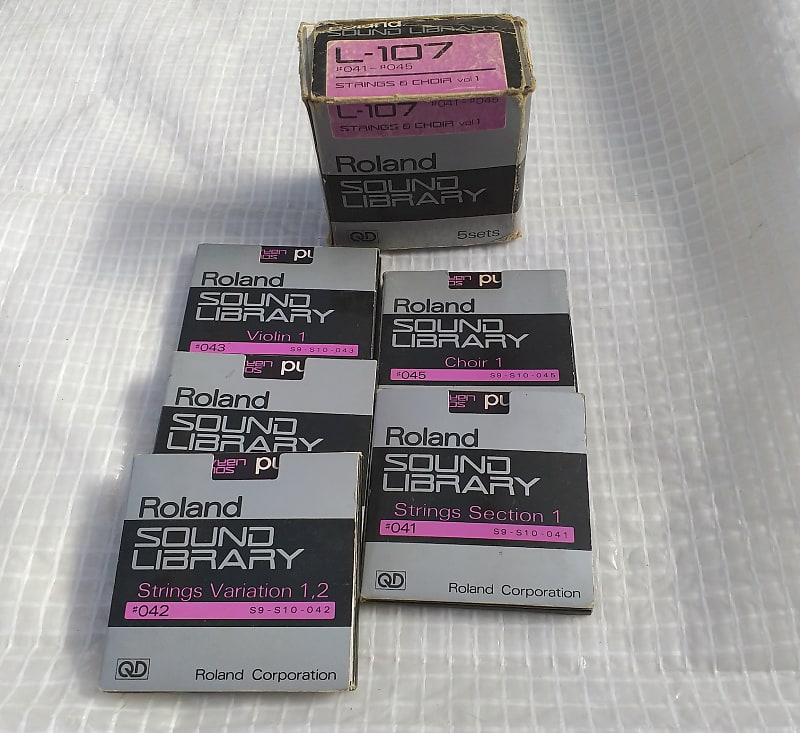 Roland
SOUND LIBRARY
L-107
#041-#045
STRINGS & CHOIR vol 1
L-107 #041-#045
STRINGS & CHOIR vol 1
Roland
SOUND
LIBRARY
QD
5sets
Roland
SOUND
LIBRARY
Violin 1
#043 S9-S10-043
Roland
SOUND
LIBRARY
Choir 1
#045 S9-S10-045
Roland
SOUND
LIBRARY
Roland
SOUND
LIBRARY
Strings Section 1
#041 S9-S10-041
QD
Roland Corporation
Roland
SOUND
LIBRARY
Strings Variation 1,2
#042 S9-S10-042
QD
Roland Corporation